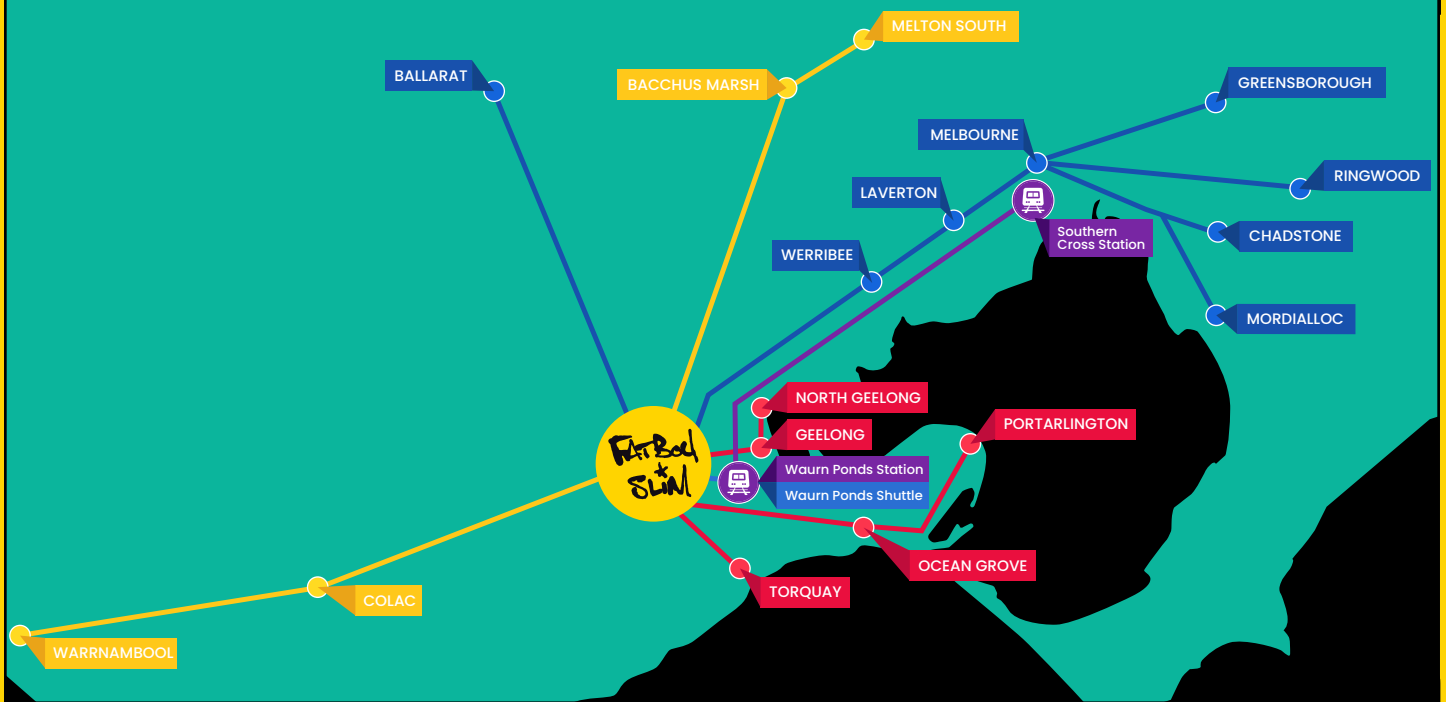 MELTON SOUTH
BALLARAT
BACCHUS MARSH
GREENSBOROUGH
MELBOURNE
RINGWOOD
LAVERTON
Southern
Cross Station
CHADSTONE
WERRIBEE
MORDIALLOC
NORTH GEELONG
PORTARLINGTON
GEELONG
FATBOY
SLIM
Waurn Ponds Station
Waurn Ponds Shuttle
OCEAN GROVE
TORQUAY
COLAC
WARRNAMBOOL